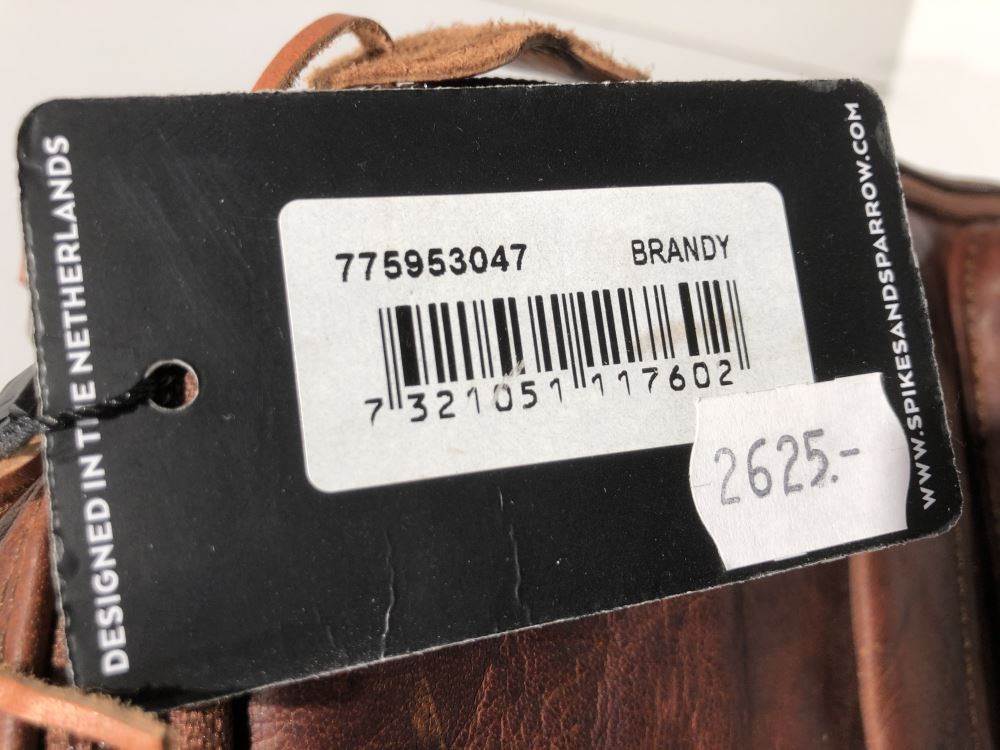 DESIGNED IN THE NETHERLANDS
775953047 BRANDY
7 321051 117602
2625.-
WWW.SPIKESANDSPARROW.COM